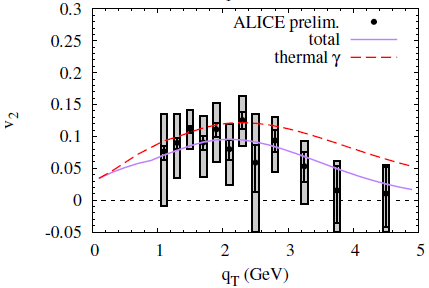 0.3
ALICE prelim.
total
thermal γ
0.25
0.2
0.15
0.1
0.05
0
-0.05
v2
0 1 2 3 4 5
qT (GeV)